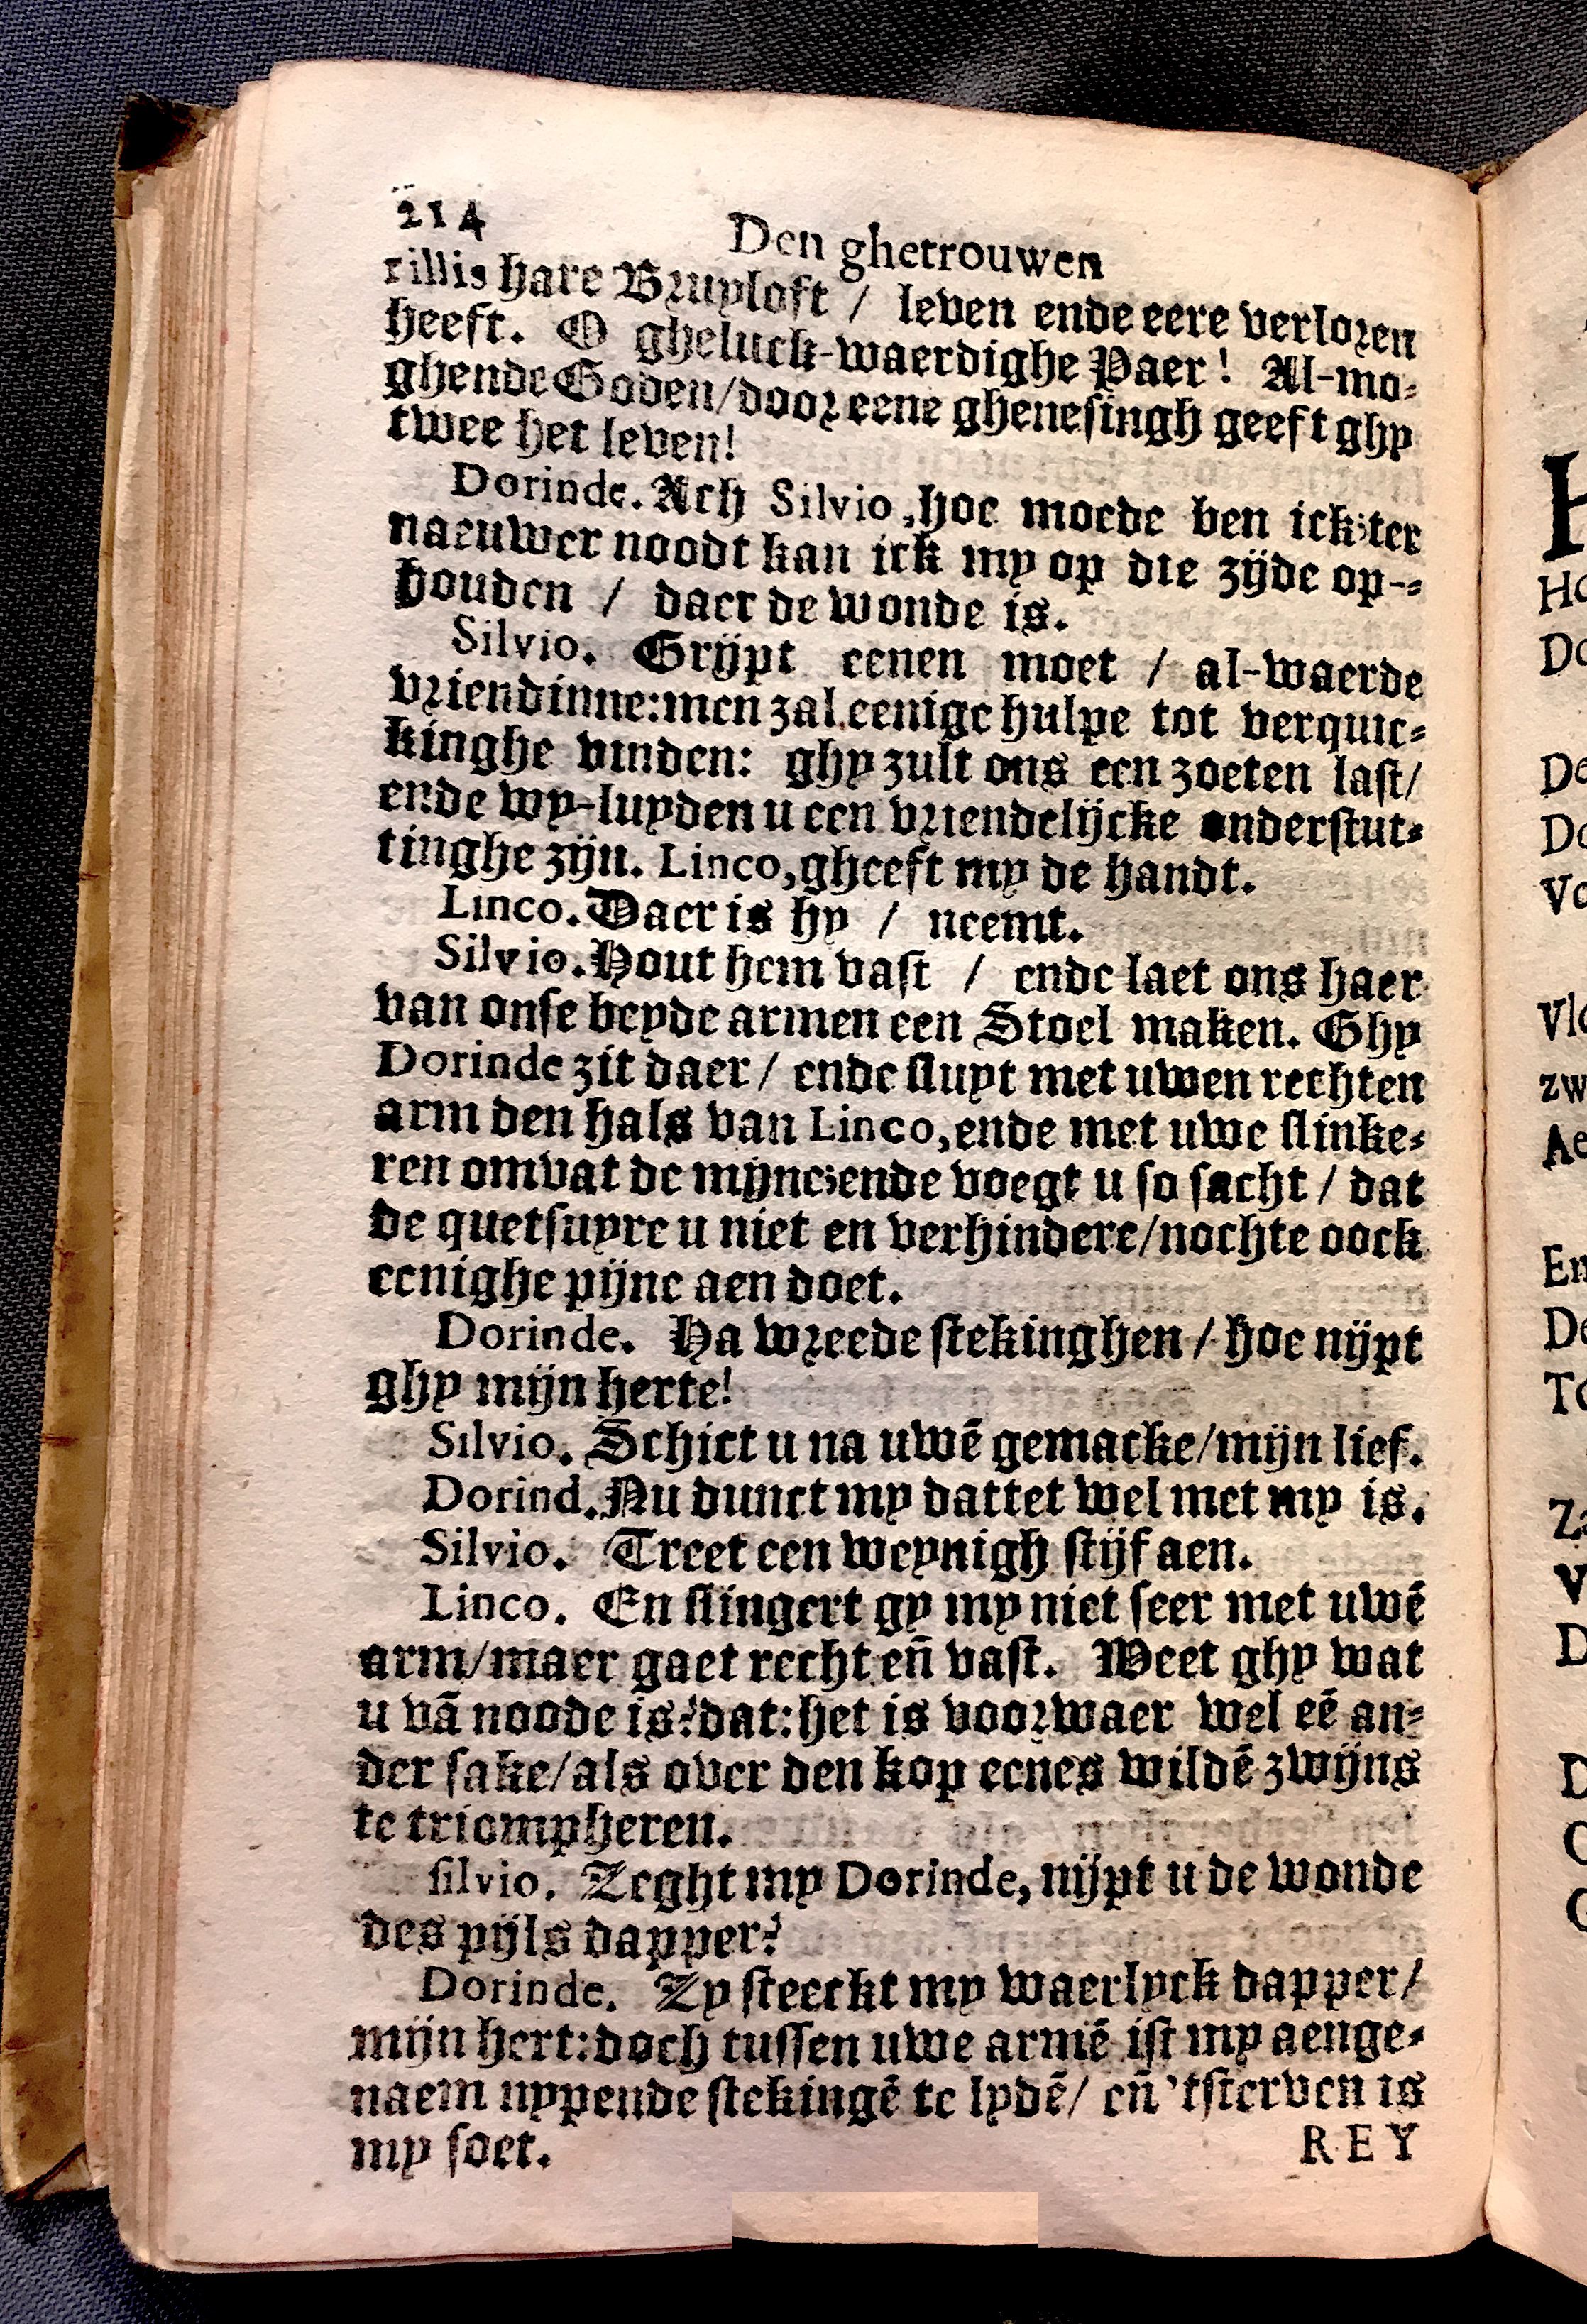 214
Den ghetrouwen
rillis hare Bruyloft / leven ende eere verloren
heeft. O gheluck-waerdighe Paer! Al-mo-
ghende Goden/door eene ghenesingh geeft ghy
twee het leven!
Dorinde. Ach Silvio, hoe moede ben ick; ter
naeuwer noodt kan ick my op die zijde op--
houden / daer de wonde is.
Silvio. Grijpt eenen moet / al-waerde
vriendinne: men zal eenige hulpe tot verquic-
kinghe vinden: ghy zult ons een zoeten last/
ende wy-luyden u een vriendelijcke onderstut-
tinghe zijn. Linco, gheeft my de handt.
Linco. Daer is hy / neemt.
Silvio. Hout hem vast / ende laet ons haer
van onse beyde armen een Stoel maken. Ghy
Dorinde zit daer / ende sluyt met uwen rechten
arm den hals van Linco, ende met uwe slinke-
ren omvat de mijne; ende voegt u so sacht / dat
de quetsuyre u niet en verhindere/nochte oock
eenighe pijne aen doet.
Dorinde. Ha wreede stekinghen / hoe nijpt
ghy mijn herte!
Silvio. Schict u na uwē gemacke/mijn lief.
Dorind. Nu dunct my dattet wel met my is.
Silvio. Treet een weynigh stijf aen.
Linco. En slingert gy my niet seer met uwē
arm/maer gaet recht eñ vast. Weet ghy wat
u vā noode is? dat: het is voorwaer wel eē an-
der sake/als over den kop eenes wildē zwijns
te triompheren.
silvio. Zeght my Dorinde, nijpt u de wonde
des pijls dapper?
Dorinde. Zy steeckt my waerlyck dapper/
mijn hert: doch tussen uwe armē ist my aenge-
naem nypende stekingē te lydē/ eñ 'tsterven is
my soet.
REY